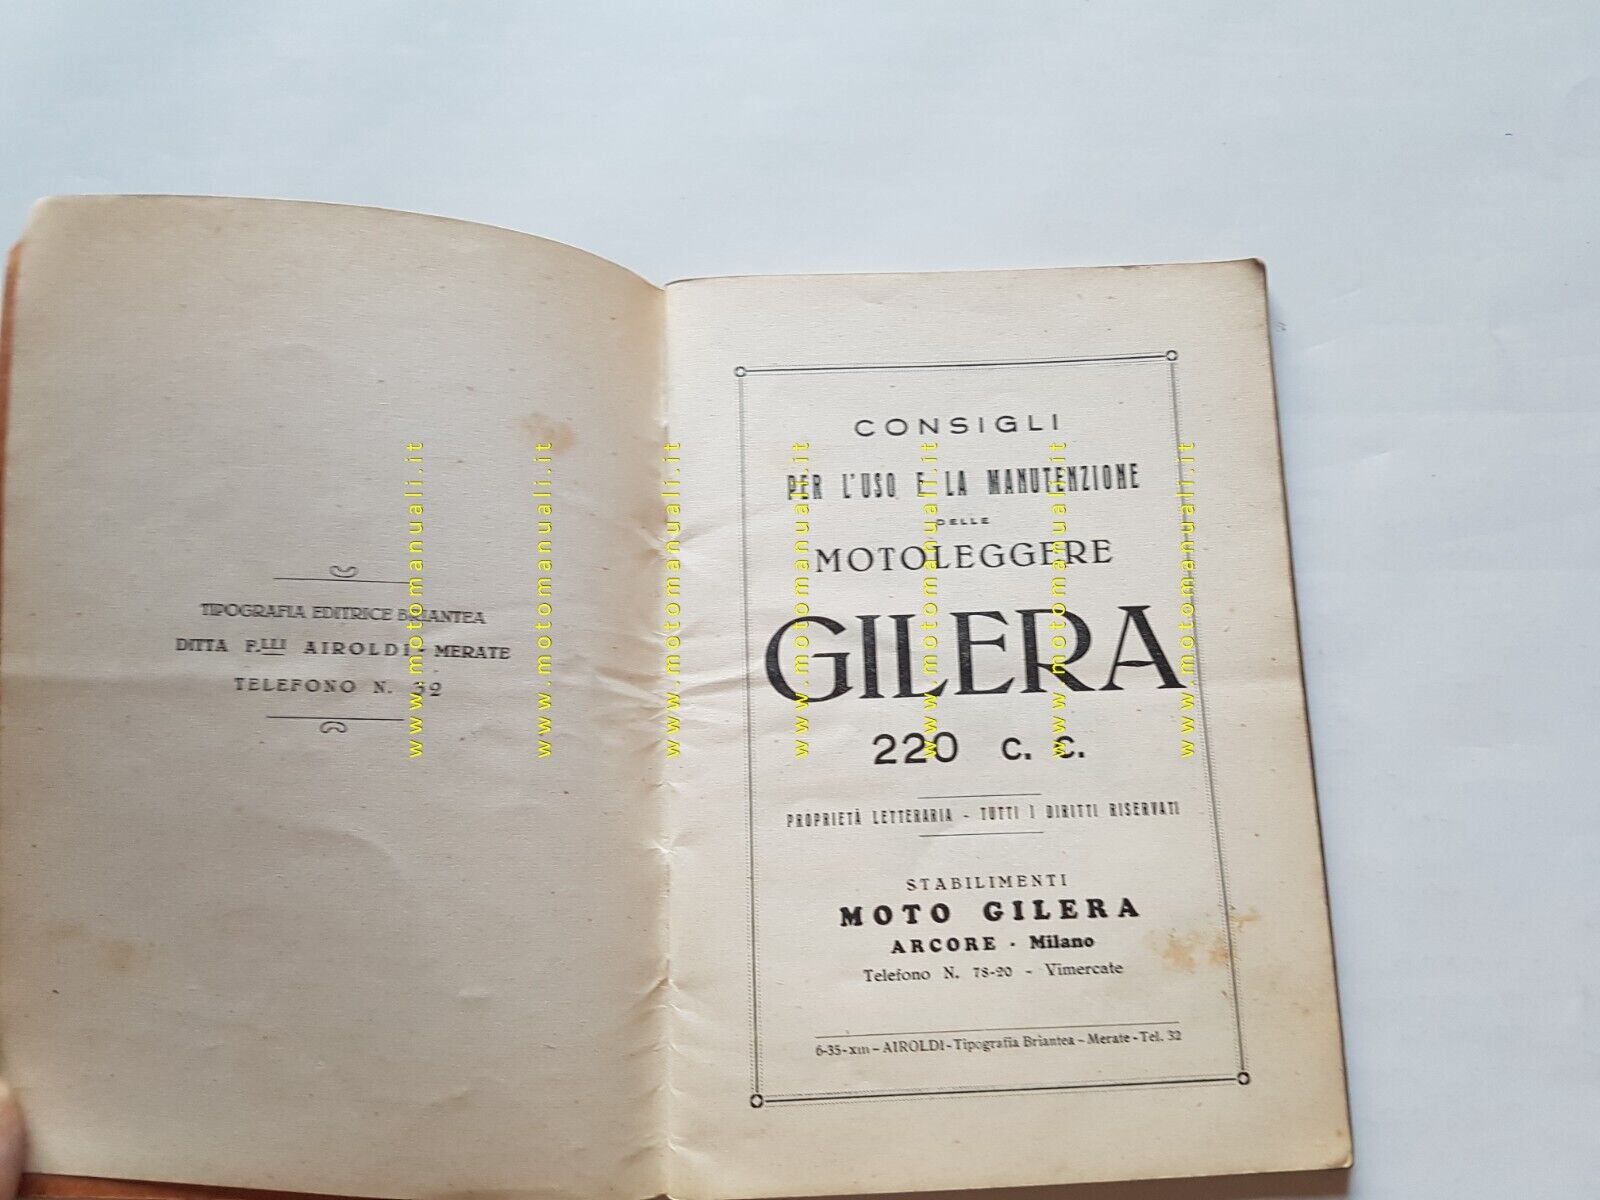 TIPOGRAFIA EDITRICE BRIANTEA
DITTA F.LLI AIROLDI - MERATE
TELEFONO N. 32
CONSIGLI
PER L'USO E LA MANUTENZIONE
DELLE
MOTOLEGGERE
GILERA
220 c. c.
PROPRIETÀ LETTERARIA - TUTTI I DIRITTI RISERVATI
STABILIMENTI
MOTO GILERA
ARCORE - Milano
Telefono N. 78-20 - Vimercate
6-35-XIII - AIROLDI - Tipografia Briantea - Merate - Tel. 32
www.motomanuali.it
www.motomanuali.it
www.motomanuali.it
www.motomanuali.it
www.motomanuali.it
www.motomanuali.it
www.motomanuali.it